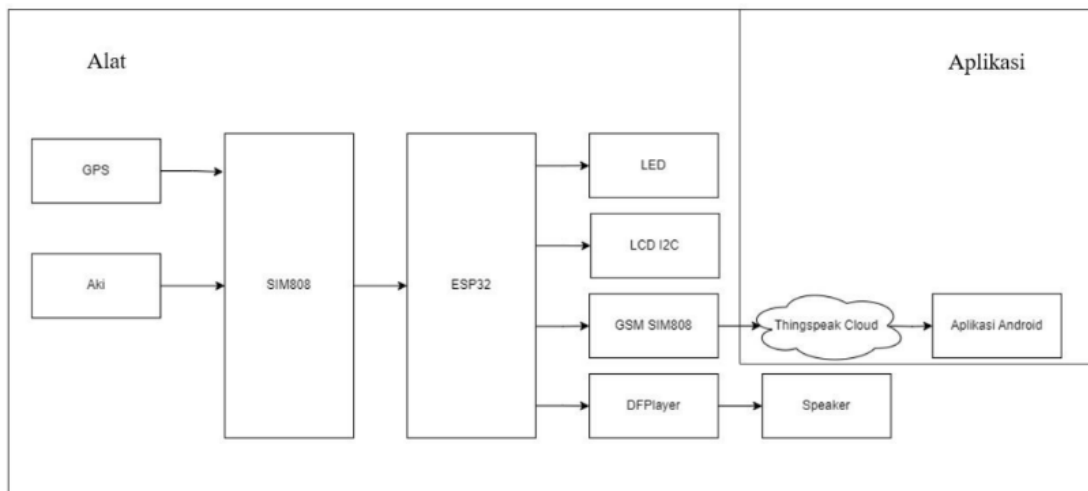 Alat
Aplikasi
GPS
Aki
SIM808
ESP32
LED
LCD I2C
GSM SIM808
Thingspeak Cloud
Aplikasi Android
DFPlayer
Speaker